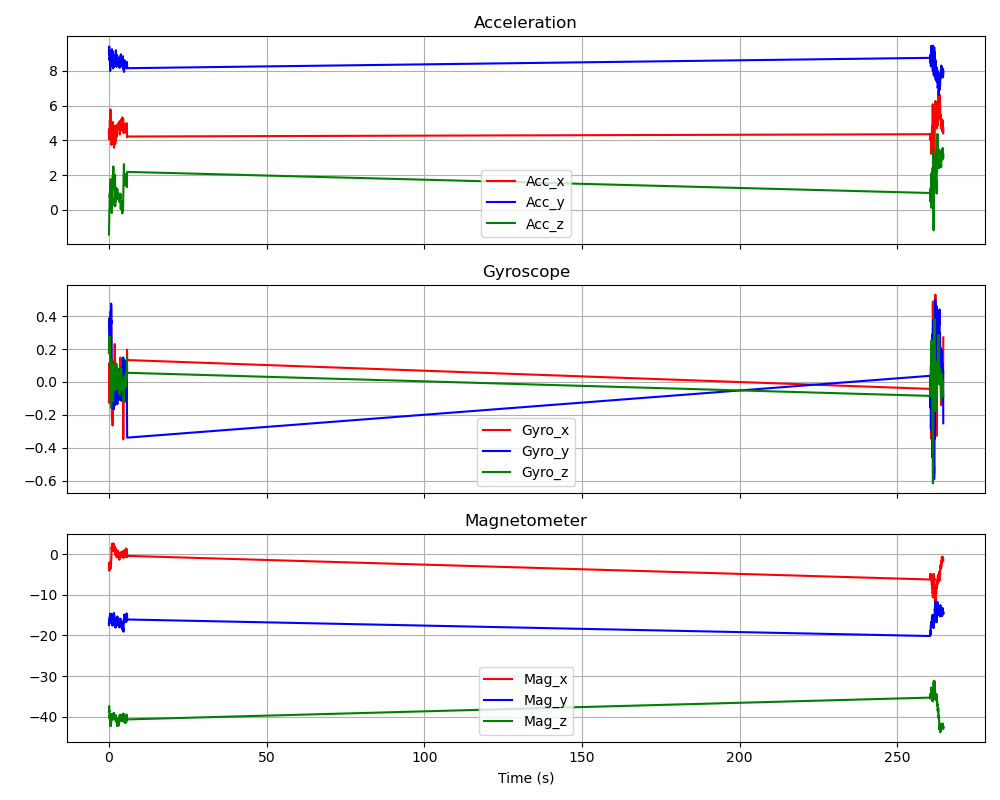 Acceleration
8
6
4
2
0
Acc_x
Acc_y
Acc_z
Gyroscope
0.4
0.2
0.0
−0.2
−0.4
−0.6
Gyro_x
Gyro_y
Gyro_z
Magnetometer
0
−10
−20
−30
−40
Mag_x
Mag_y
Mag_z
0 50 100 150 200 250
Time (s)